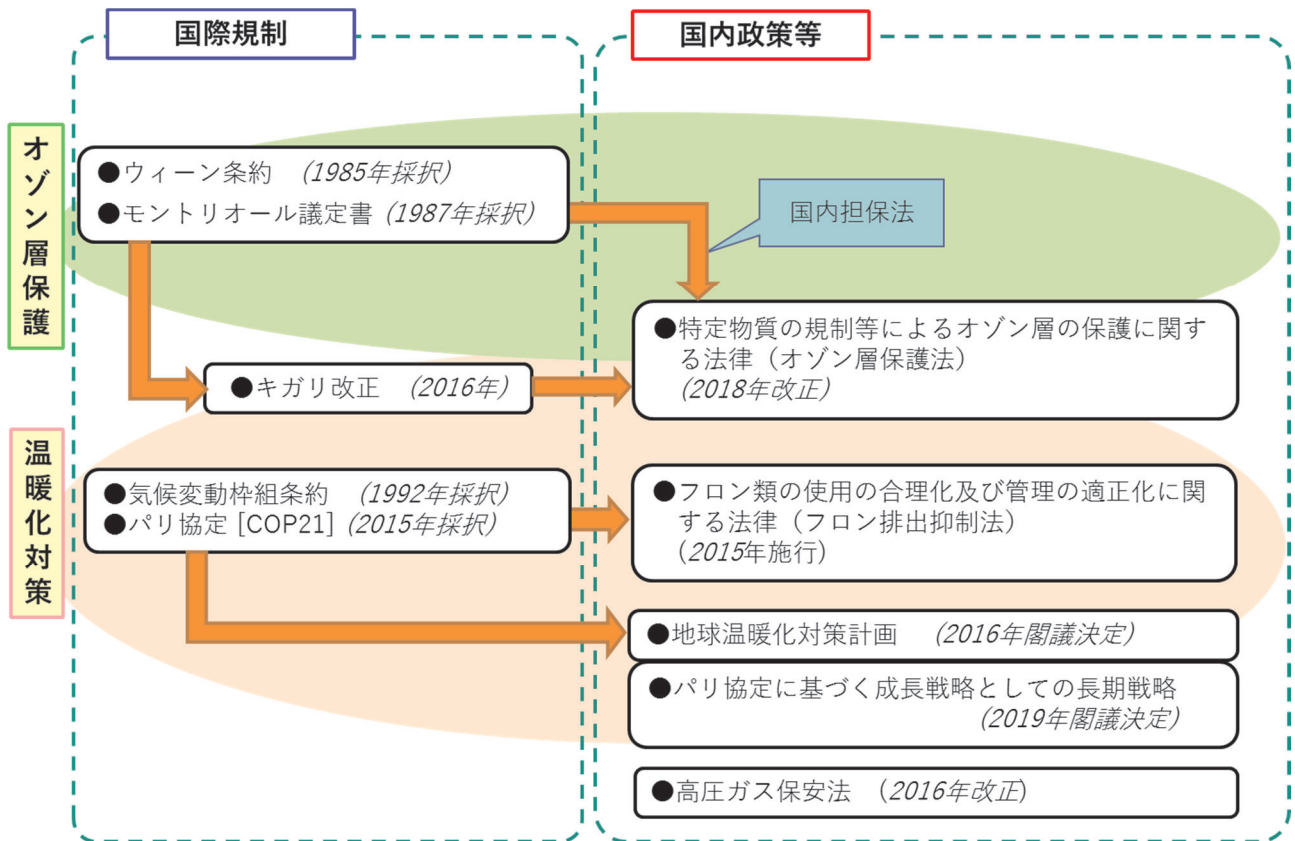 国際規制
国内政策等
オゾン層保護
●ウィーン条約 (1985年採択)
●モントリオール議定書 (1987年採択)
国内担保法
●特定物質の規制等によるオゾン層の保護に関す
る法律（オゾン層保護法）
(2018年改正)
●キガリ改正 (2016年)
温暖化対策
●気候変動枠組条約 (1992年採択)
●パリ協定 [COP21] (2015年採択)
●フロン類の使用の合理化及び管理の適正化に関
する法律（フロン排出抑制法）
（2015年施行）
●地球温暖化対策計画 (2016年閣議決定)
●パリ協定に基づく成長戦略としての長期戦略
(2019年閣議決定)
●高圧ガス保安法 （2016年改正)